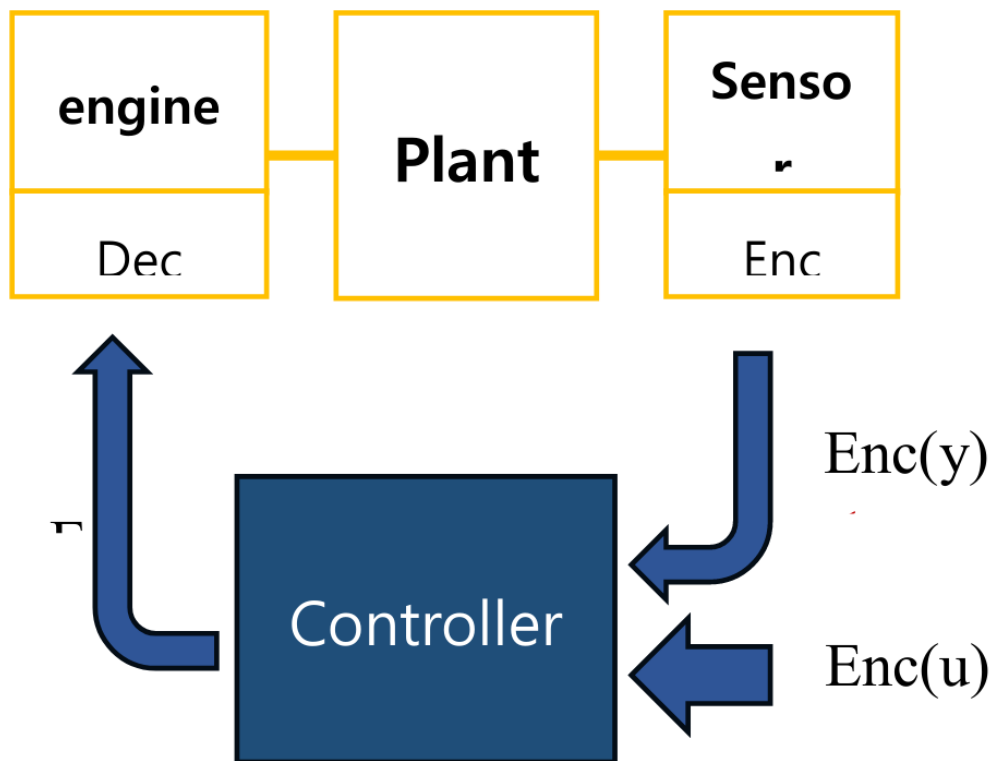 engine
Plant
Senso
r
Dec
Enc
Enc(y)
Controller
Enc(u)